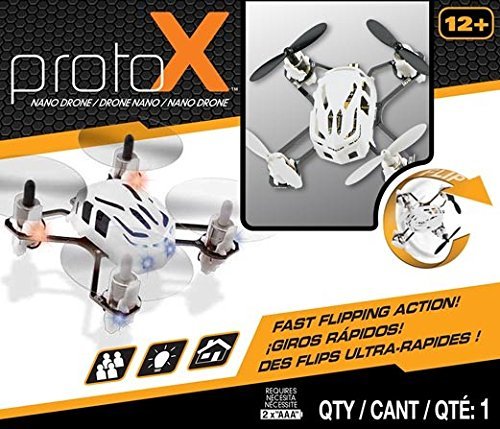 protoX™
NANO DRONE / DRONE NANO / NANO DRONE
12+
FLIP
FAST FLIPPING ACTION!
¡GIROS RÁPIDOS!
DES FLIPS ULTRA-RAPIDES !
REQUIRES
NECESITA
NÉCESSITE
2 x "AAA"
QTY / CANT / QTÉ: 1